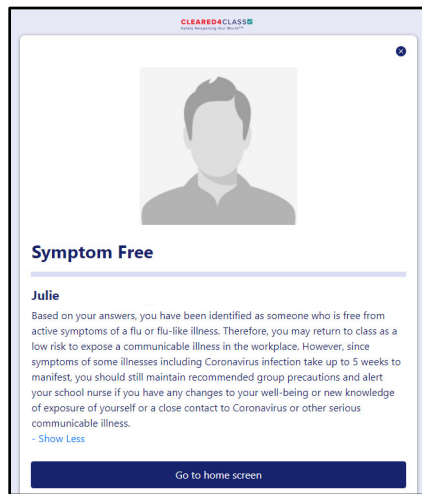 CLEARED4CLASS
Safely Reopening Our World™
Symptom Free
Julie
Based on your answers, you have been identified as someone who is free from
active symptoms of a flu or flu-like illness. Therefore, you may return to class as a
low risk to expose a communicable illness in the workplace. However, since
symptoms of some illnesses including Coronavirus infection take up to 5 weeks to
manifest, you should still maintain recommended group precautions and alert
your school nurse if you have any changes to your well-being or new knowledge
of exposure of yourself or a close contact to Coronavirus or other serious
communicable illness.
- Show Less
Go to home screen